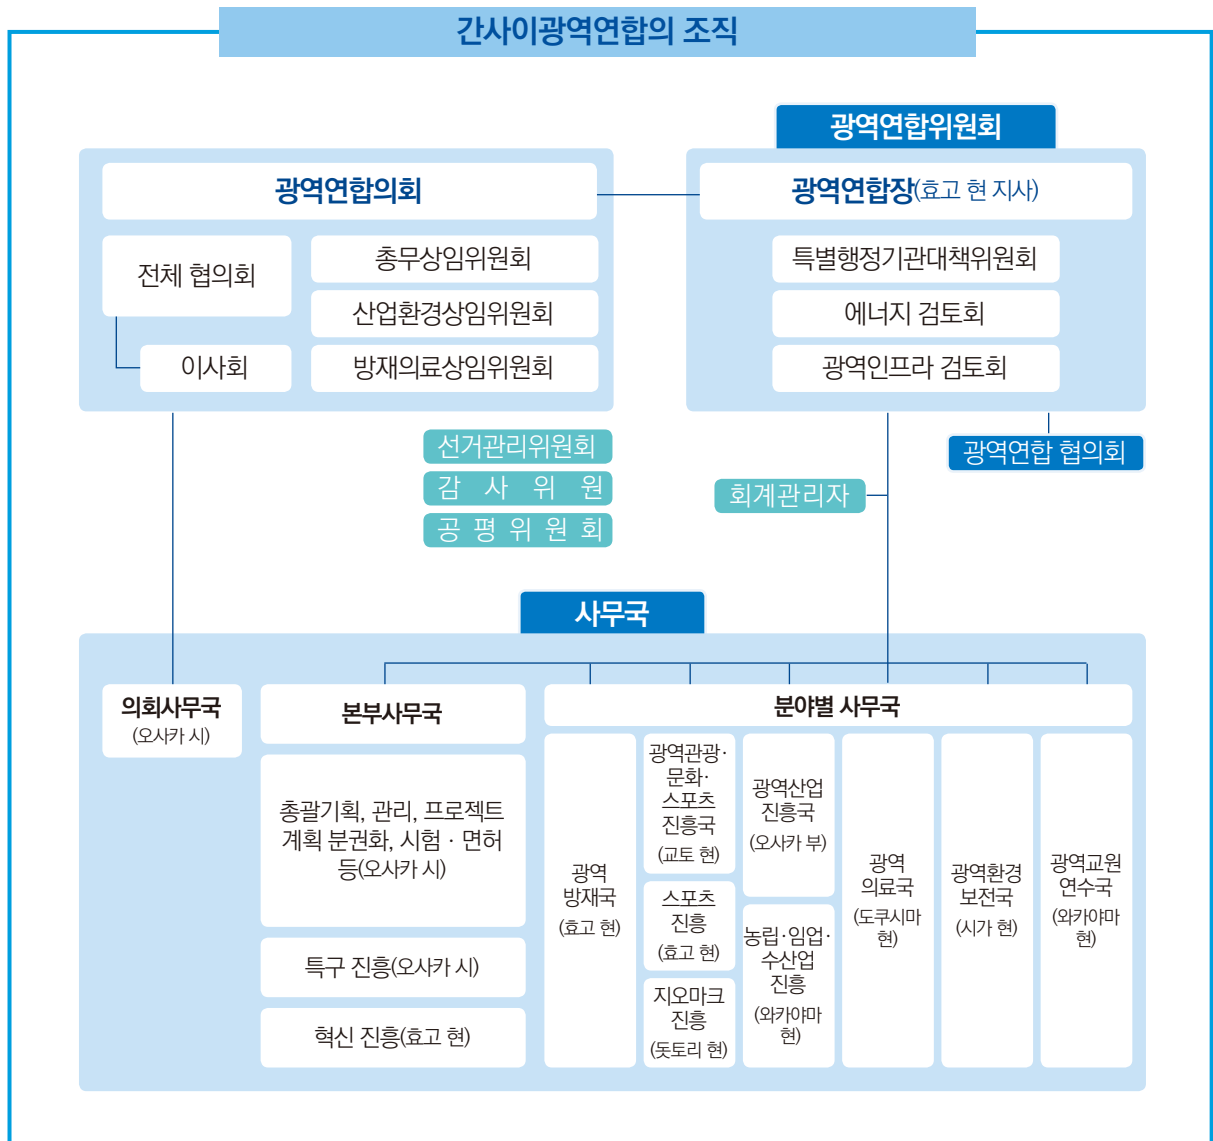 간사이광역연합의 조직
광역연합위원회
광역연합의회
광역연합장(효고 현 지사)
전체 협의회
이사회
총무상임위원회
산업환경상임위원회
방재의료상임위원회
특별행정기관대책위원회
에너지 검토회
광역인프라 검토회
선거관리위원회
감 사 위 원
공 평 위 원 회
광역연합 협의회
회계관리자
사무국
의회사무국
(오사카 시)
본부사무국
총괄기획, 관리, 프로젝트
계획 분권화, 시험 · 면허
등(오사카 시)
특구 진흥(오사카 시)
혁신 진흥(효고 현)
분야별 사무국
광역
방재국
(효고 현)
광역관광·
문화·
스포츠
진흥국
(교토 현)
스포츠
진흥
(효고 현)
지오마크
진흥
(돗토리 현)
광역산업
진흥국
(오사카 부)
농림·임업·
수산업
진흥
(와카야마
현)
광역
의료국
(도쿠시마
현)
광역환경
보전국
(시가 현)
광역교원
연수국
(와카야마
현)